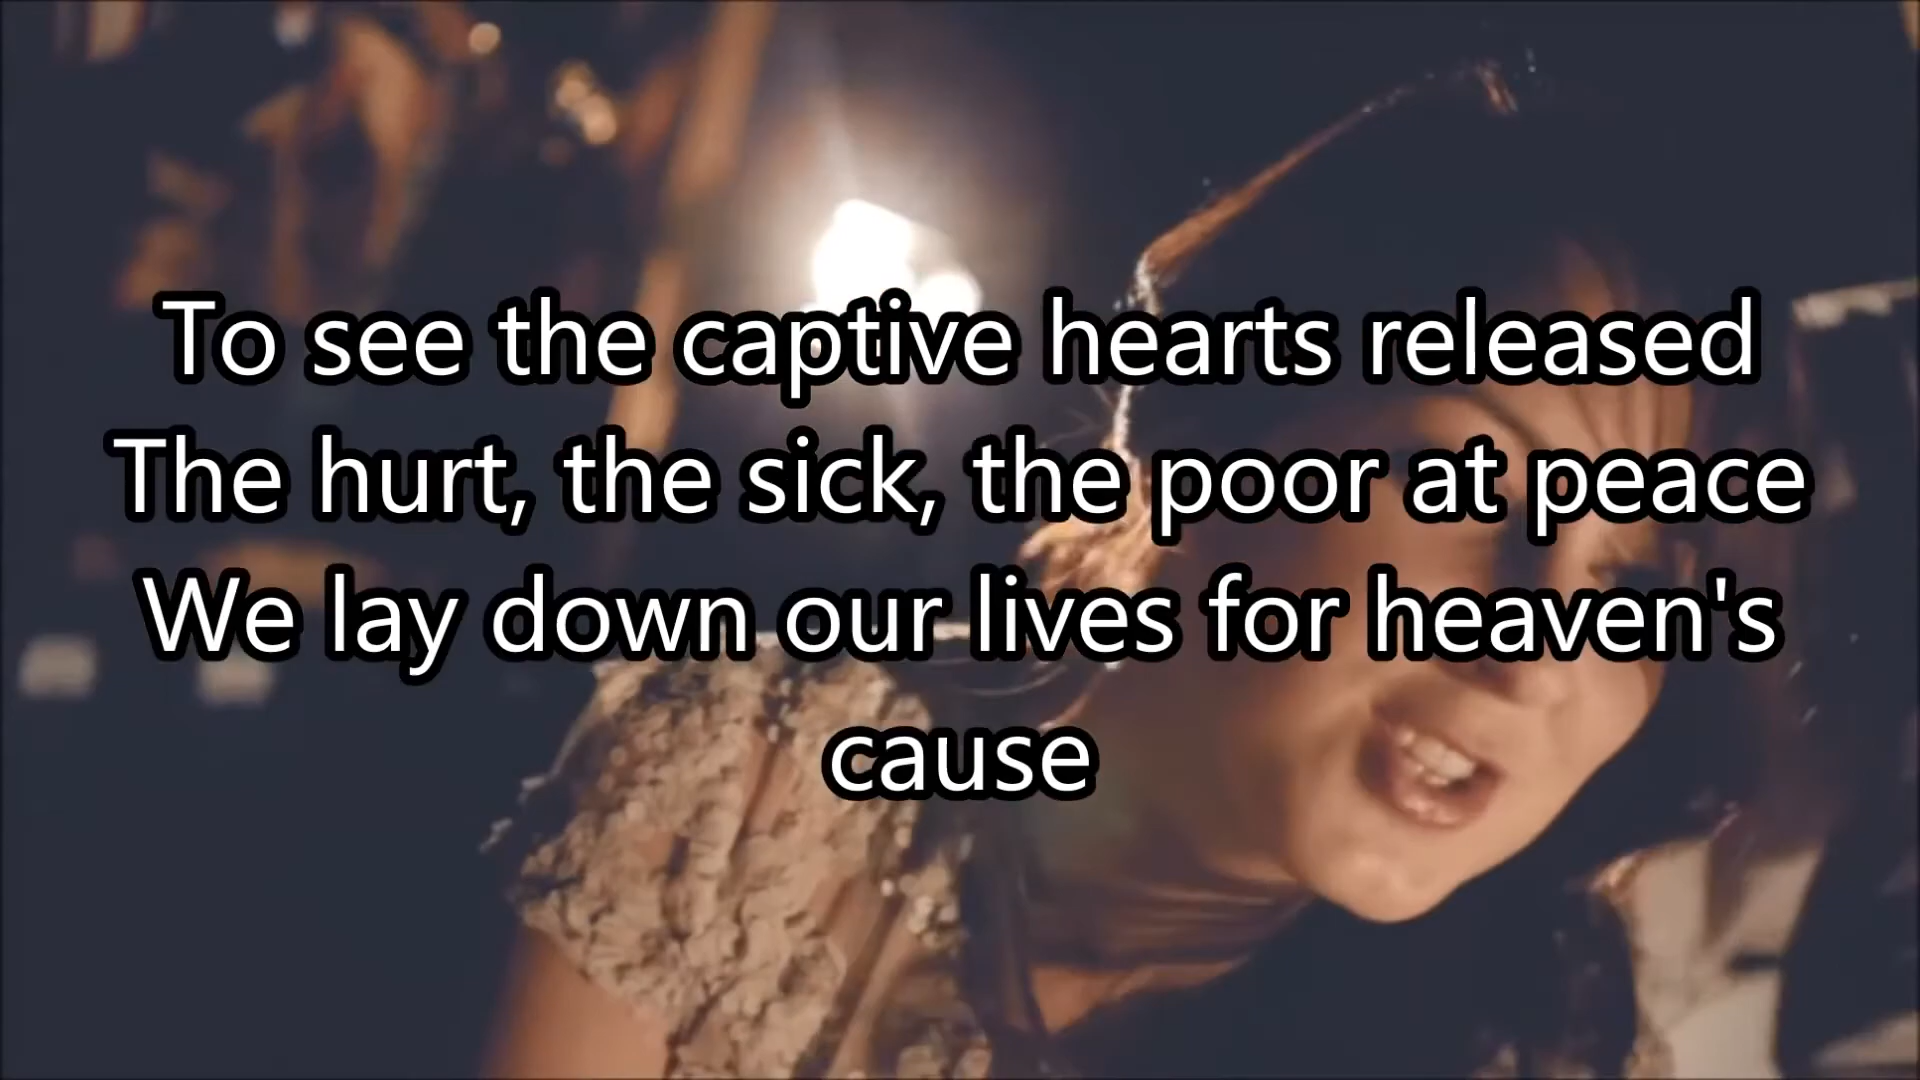 To see the captive hearts released
The hurt, the sick, the poor at peace
We lay down our lives for heaven's
cause